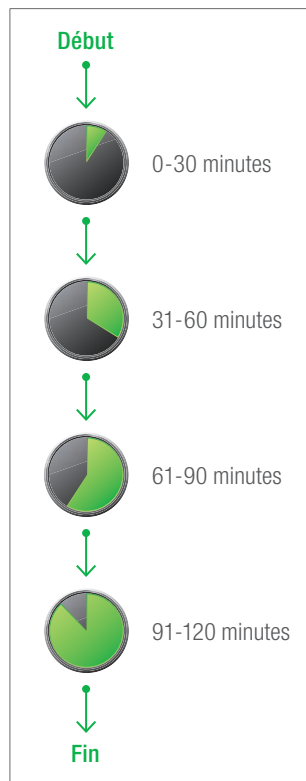 Début
0-30 minutes
31-60 minutes
61-90 minutes
91-120 minutes
Fin